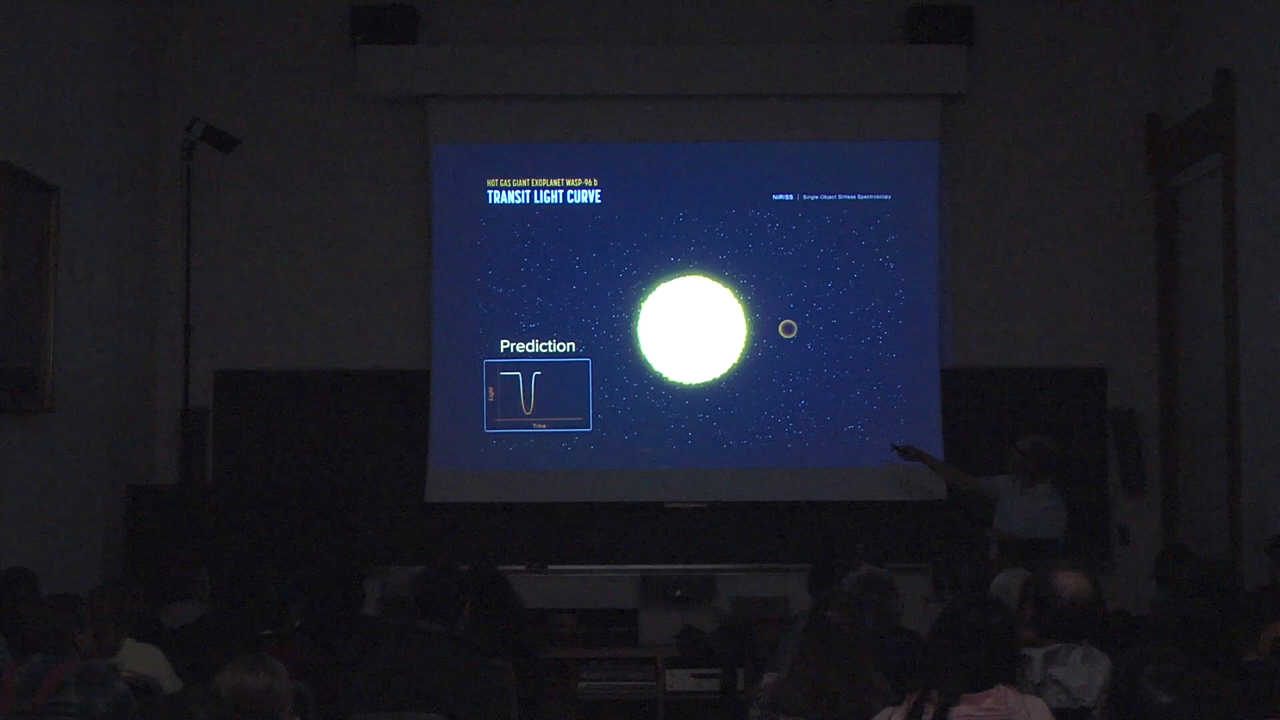 HOT GAS GIANT EXOPLANET WASP-96 b
TRANSIT LIGHT CURVE
NIRISS | Single-Object Slitless Spectroscopy
Prediction
Light
Time